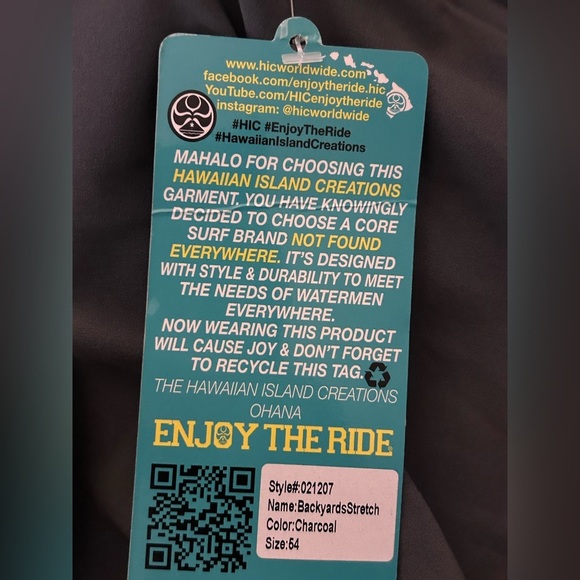 www.hicworldwide.com
facebook.com/enjoytheride.hic
YouTube.com/HICenjoytheride
instagram: @hicworldwide
#HIC #EnjoyTheRide
#HawaiianIslandCreations
MAHALO FOR CHOOSING THIS
HAWAIIAN ISLAND CREATIONS
GARMENT. YOU HAVE KNOWINGLY
DECIDED TO CHOOSE A CORE
SURF BRAND NOT FOUND
EVERYWHERE. IT'S DESIGNED
WITH STYLE & DURABILITY TO MEET
THE NEEDS OF WATERMEN
EVERYWHERE.
NOW WEARING THIS PRODUCT
WILL CAUSE JOY & DON'T FORGET
TO RECYCLE THIS TAG.
THE HAWAIIAN ISLAND CREATIONS
OHANA
ENJOY THE RIDE
Style#:021207
Name:BackyardsStretch
Color:Charcoal
Size:54